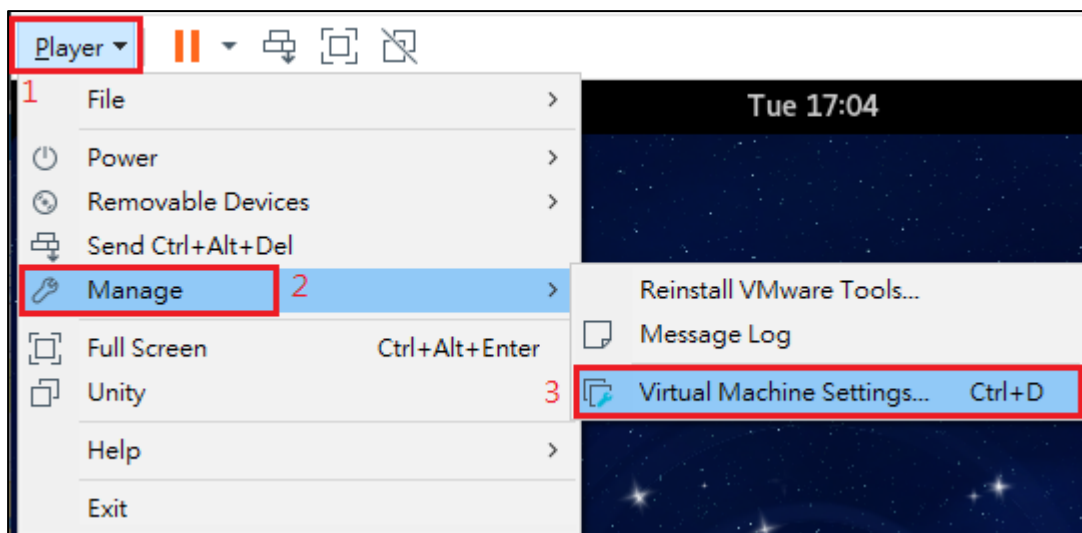 Player
1
File
Tue 17:04
Power
Removable Devices
Send Ctrl+Alt+Del
Manage 2
Reinstall VMware Tools...
Message Log
Full Screen Ctrl+Alt+Enter
Unity
3 Virtual Machine Settings... Ctrl+D
Help
Exit